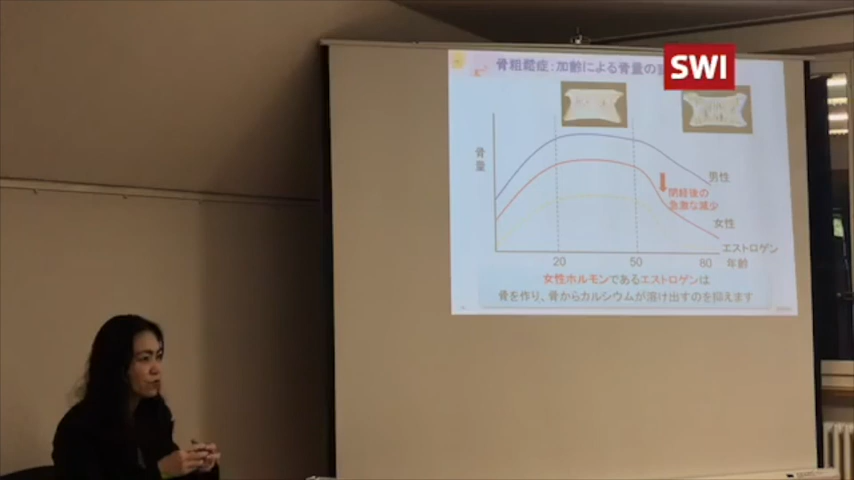 SWI
骨粗鬆症：加齢による骨量の
骨
量
男性
閉経後の
急激な減少
女性
エストロゲン
20
50
80
年齢
女性ホルモンであるエストロゲンは
骨を作り、骨からカルシウムが溶け出すのを抑えます